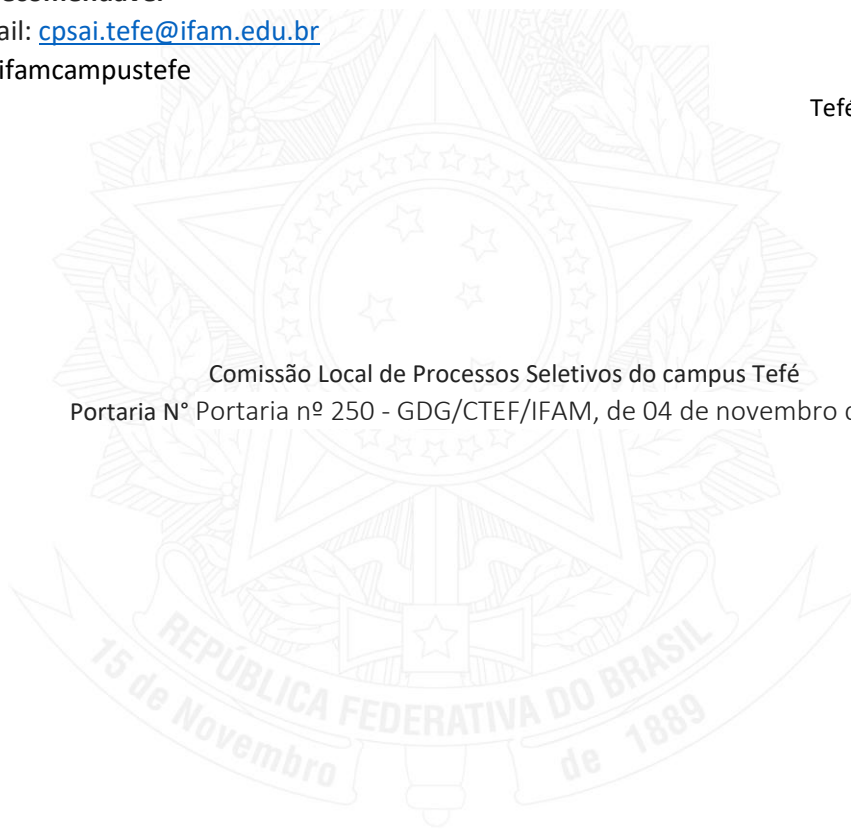 ail: cpsai.tefe@ifam.edu.br
ifamcampustefe
Tefé
Comissão Local de Processos Seletivos do campus Tefé
Portaria N° Portaria nº 250 - GDG/CTEF/IFAM, de 04 de novembro
REPÚBLICA FEDERATIVA DO BRASIL
15 de Novembro de 1889